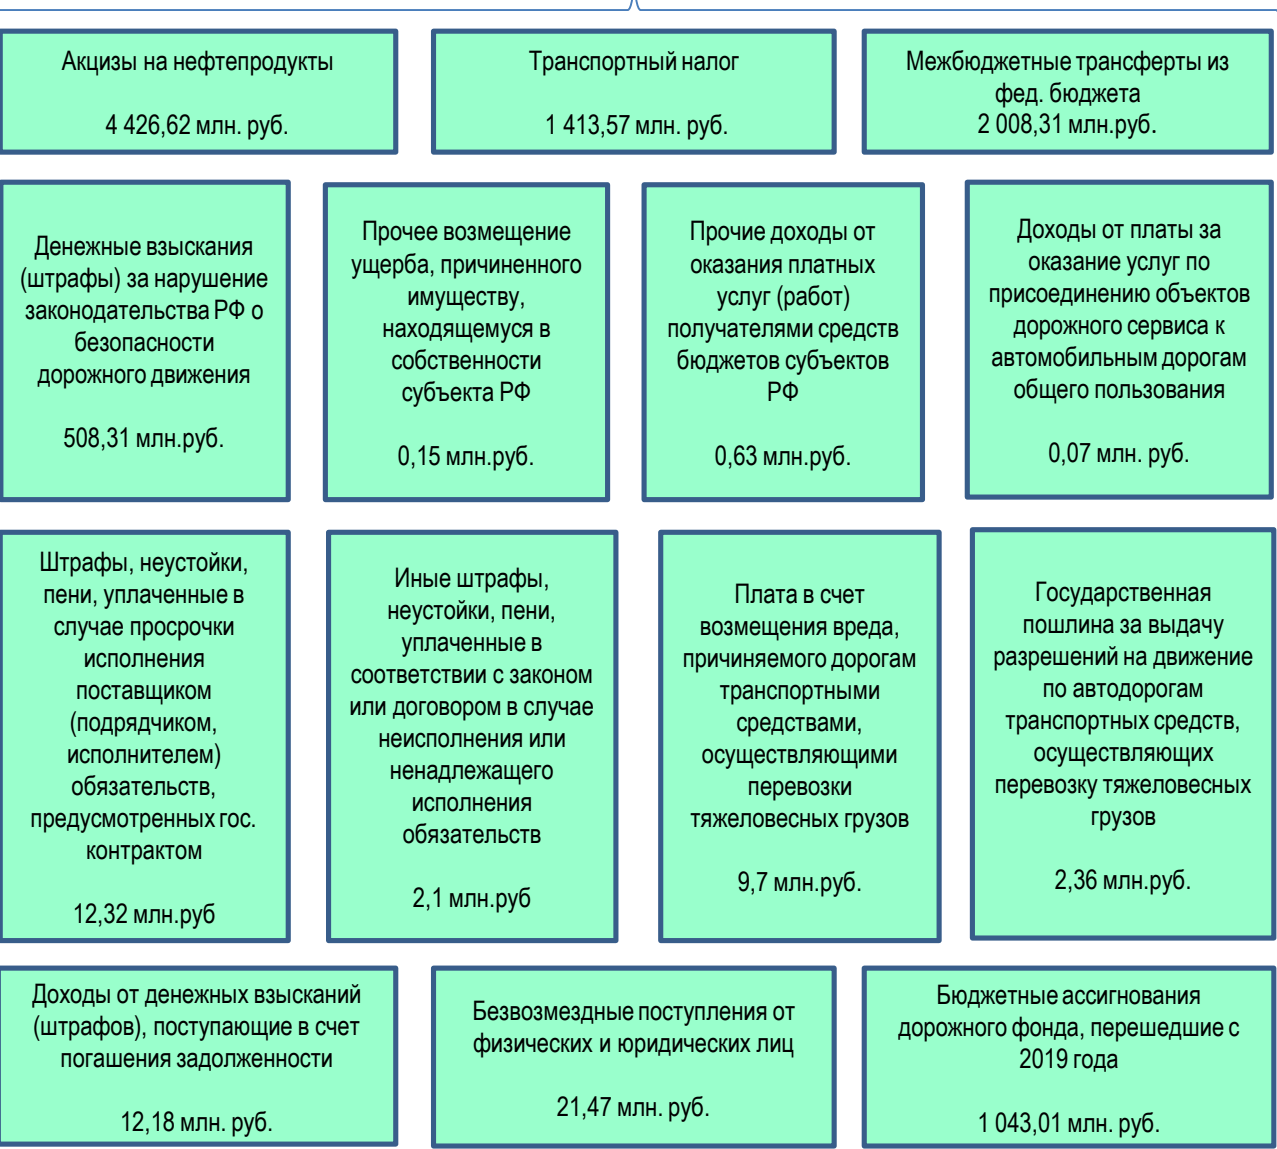 Акцизы на нефтепродукты
4 426,62 млн. руб.
Транспортный налог
1 413,57 млн. руб.
Межбюджетные трансферты из
фед. бюджета
2 008,31 млн.руб.
Денежные взыскания
(штрафы) за нарушение
законодательства РФ о
безопасности
дорожного движения
508,31 млн.руб.
Прочее возмещение
ущерба, причиненного
имуществу,
находящемуся в
собственности
субъекта РФ
0,15 млн.руб.
Прочие доходы от
оказания платных
услуг (работ)
получателями средств
бюджетов субъектов
РФ
0,63 млн.руб.
Доходы от платы за
оказание услуг по
присоединению объектов
дорожного сервиса к
автомобильным дорогам
общего пользования
0,07 млн. руб.
Штрафы, неустойки,
пени, уплаченные в
случае просрочки
исполнения
поставщиком
(подрядчиком,
исполнителем)
обязательств,
предусмотренных гос.
контрактом
12,32 млн.руб
Иные штрафы,
неустойки, пени,
уплаченные в
соответствии с законом
или договором в случае
неисполнения или
ненадлежащего
исполнения
обязательств
2,1 млн.руб
Плата в счет
возмещения вреда,
причиняемого дорогам
транспортными
средствами,
осуществляющими
перевозки
тяжеловесных грузов
9,7 млн.руб.
Государственная
пошлина за выдачу
разрешений на движение
по автодорогам
транспортных средств,
осуществляющих
перевозку тяжеловесных
грузов
2,36 млн.руб.
Доходы от денежных взысканий
(штрафов), поступающие в счет
погашения задолженности
12,18 млн. руб.
Безвозмездные поступления от
физических и юридических лиц
21,47 млн. руб.
Бюджетные ассигнования
дорожного фонда, перешедшие с
2019 года
1 043,01 млн. руб.